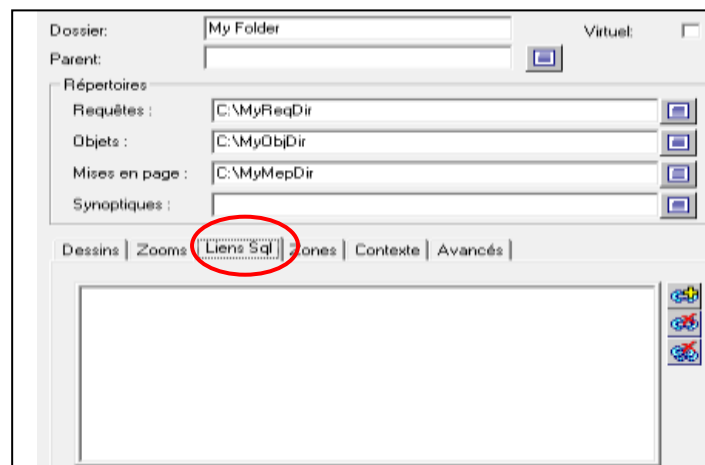 Dossier: My Folder Virtuel:
Parent:
Répertoires
Requêtes : C:\MyReqDir
Objets : C:\MyObjDir
Mises en page : C:\MyMepDir
Synoptiques :
Dessins Zooms Liens Sql Zones Contexte Avancés